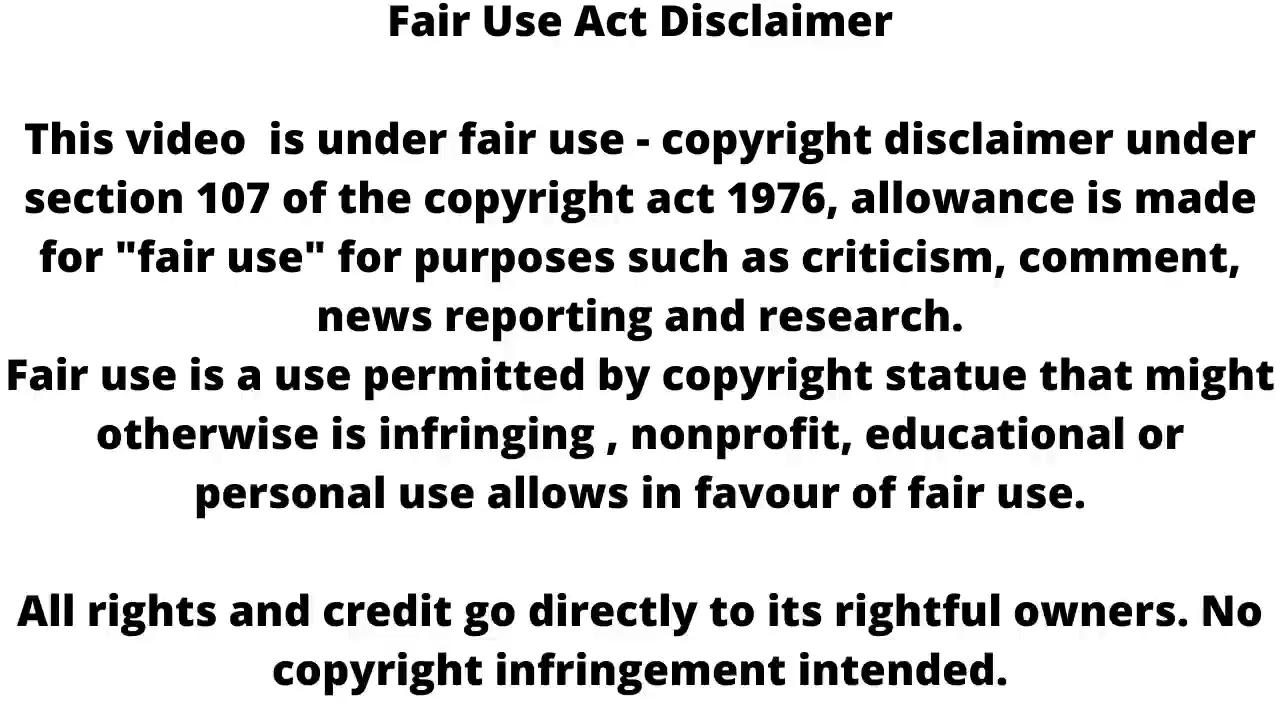 Fair Use Act Disclaimer
This video  is under fair use - copyright disclaimer under
section 107 of the copyright act 1976, allowance is made
for "fair use" for purposes such as criticism, comment,
news reporting and research.
Fair use is a use permitted by copyright statue that might
otherwise is infringing , nonprofit, educational or
personal use allows in favour of fair use.
All rights and credit go directly to its rightful owners. No
copyright infringement intended.